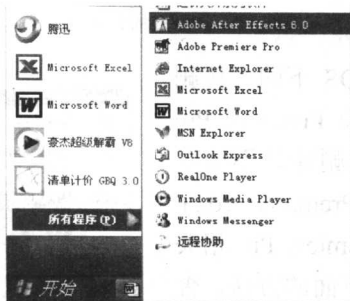 腾讯
Microsoft Excel
Microsoft Word
豪杰超级解霸 V8
清单计价 GBQ 3.0
所有程序(P)
开始
Adobe After Effects 6.0
Adobe Premiere Pro
Internet Explorer
Microsoft Excel
Microsoft Word
MSN Explorer
Outlook Express
RealOne Player
Windows Media Player
Windows Messenger
远程协助